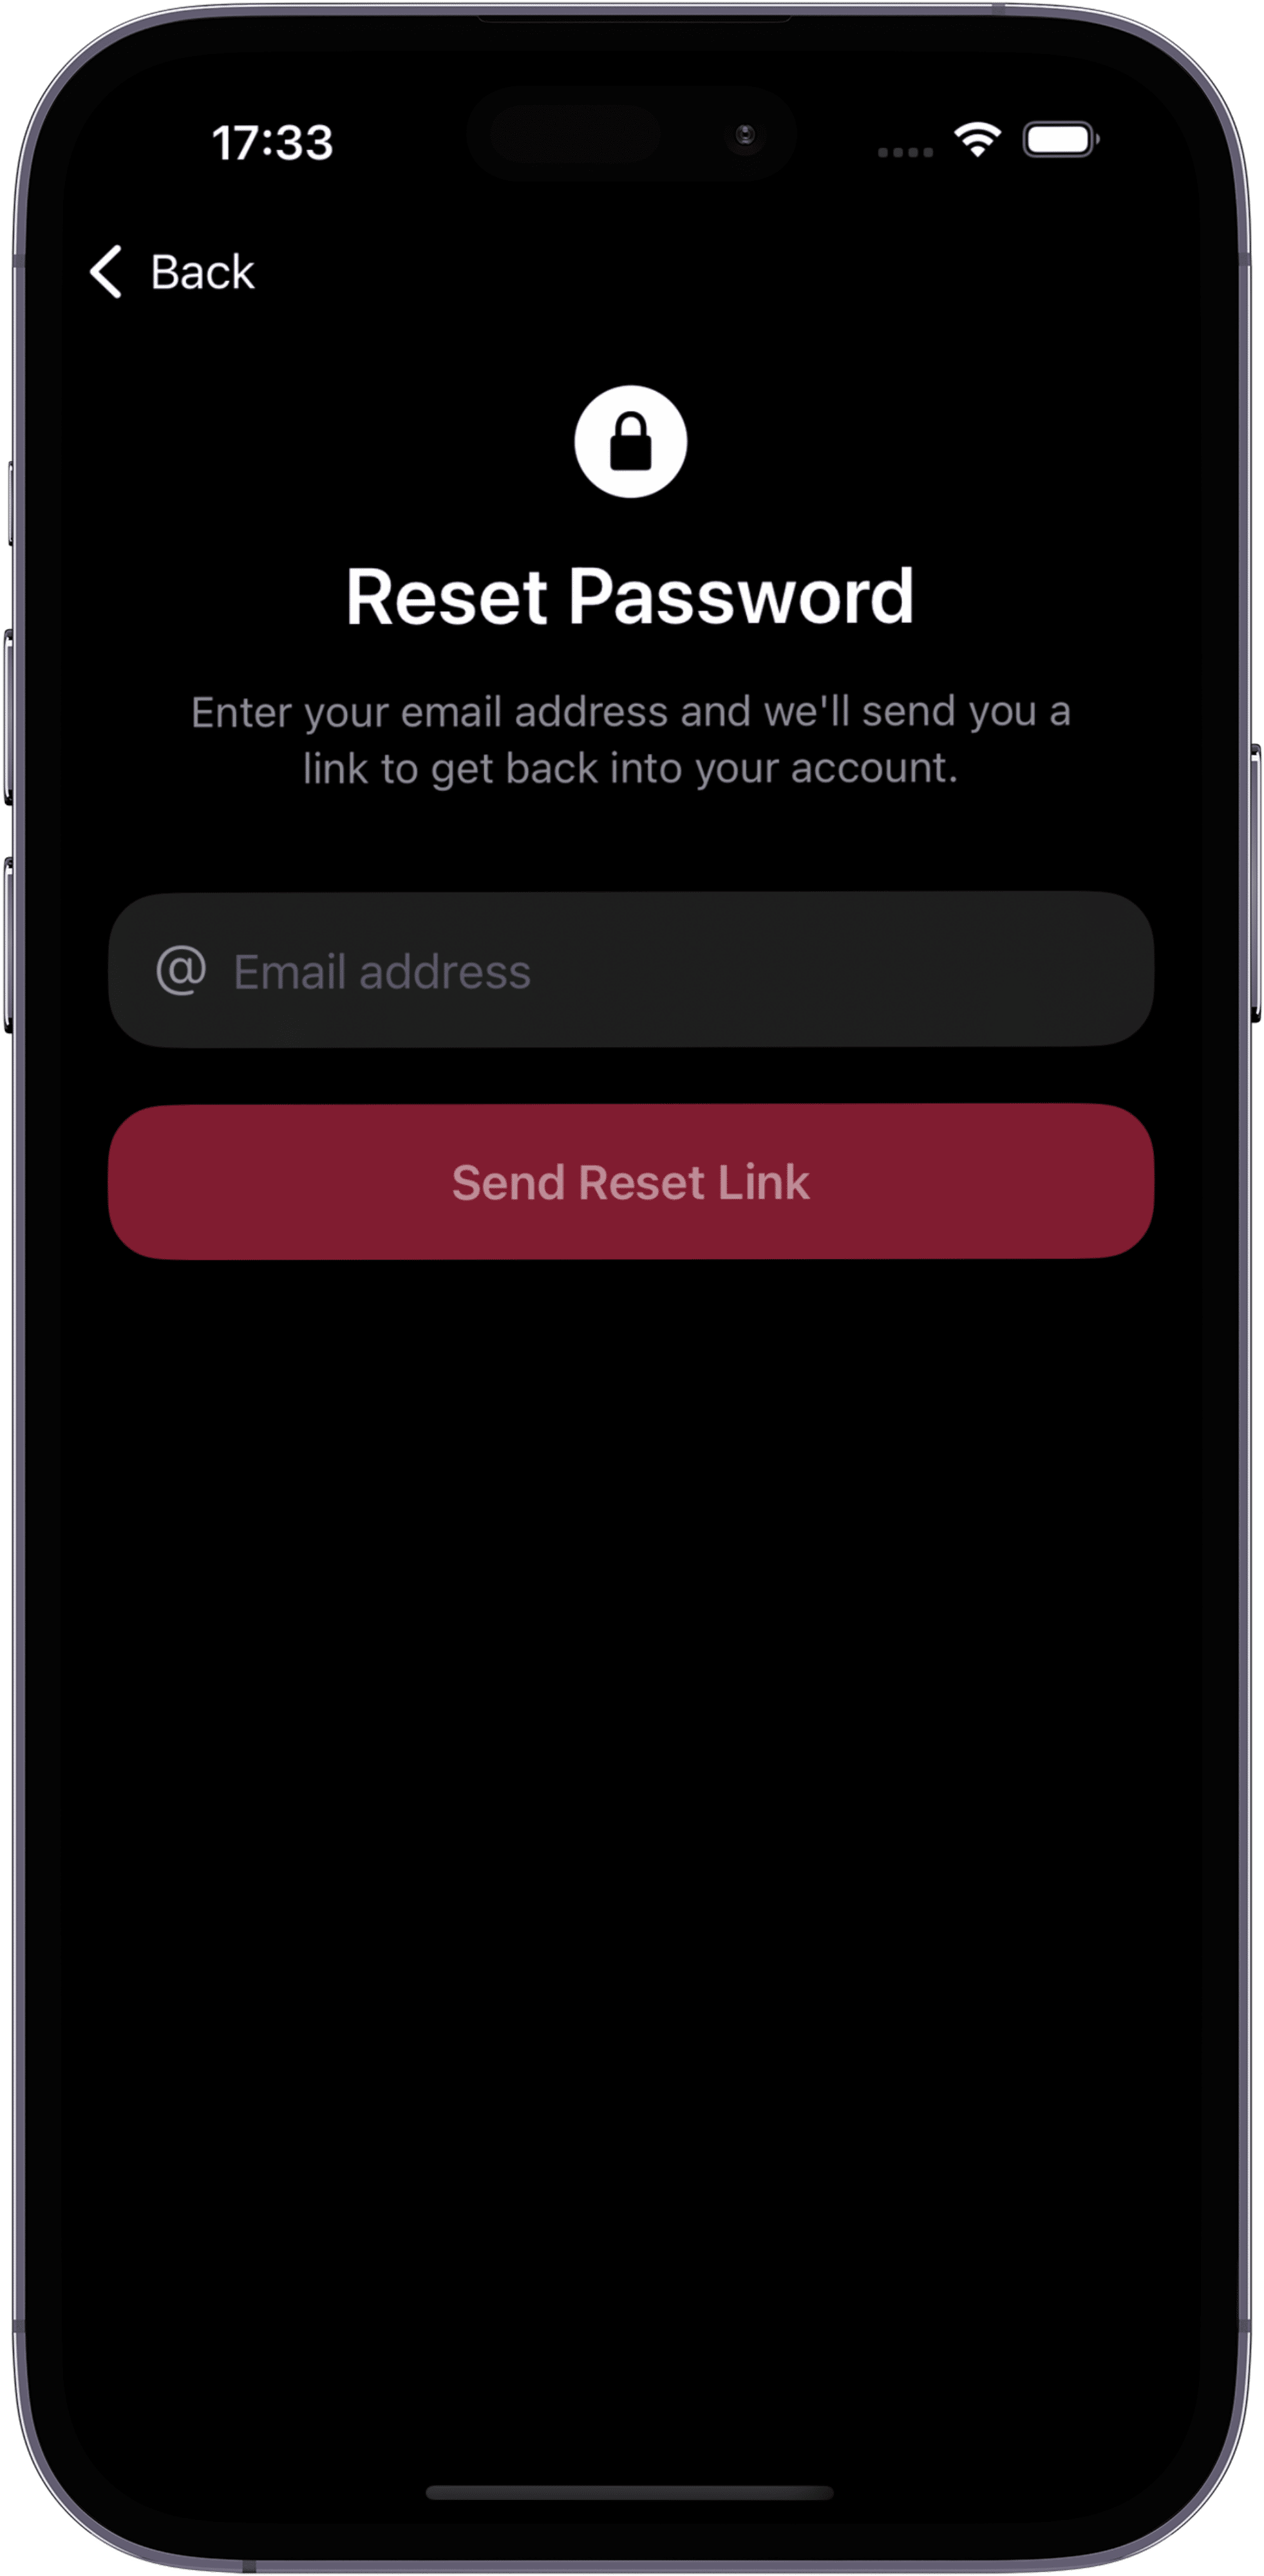 17:33
Back
Reset Password
Enter your email address and we'll send you a
link to get back into your account.
@ Email address
Send Reset Link